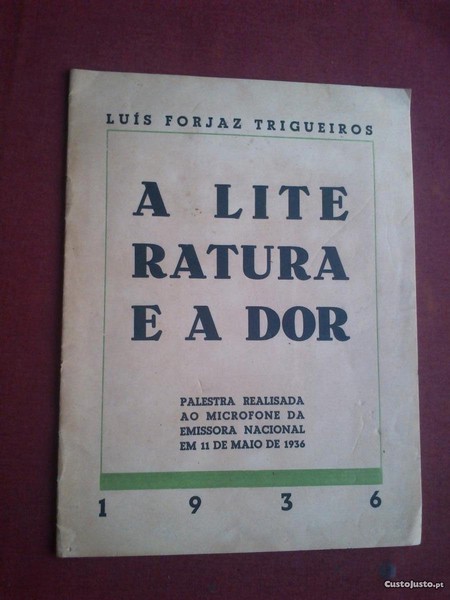 LUÍS FORJAZ TRIGUEIROS
A LITE
RATURA
E A DOR
PALESTRA REALISADA
AO MICROFONE DA
EMISSORA NACIONAL
EM 11 DE MAIO DE 1936
1 9 3 6
CustoJusto.pt